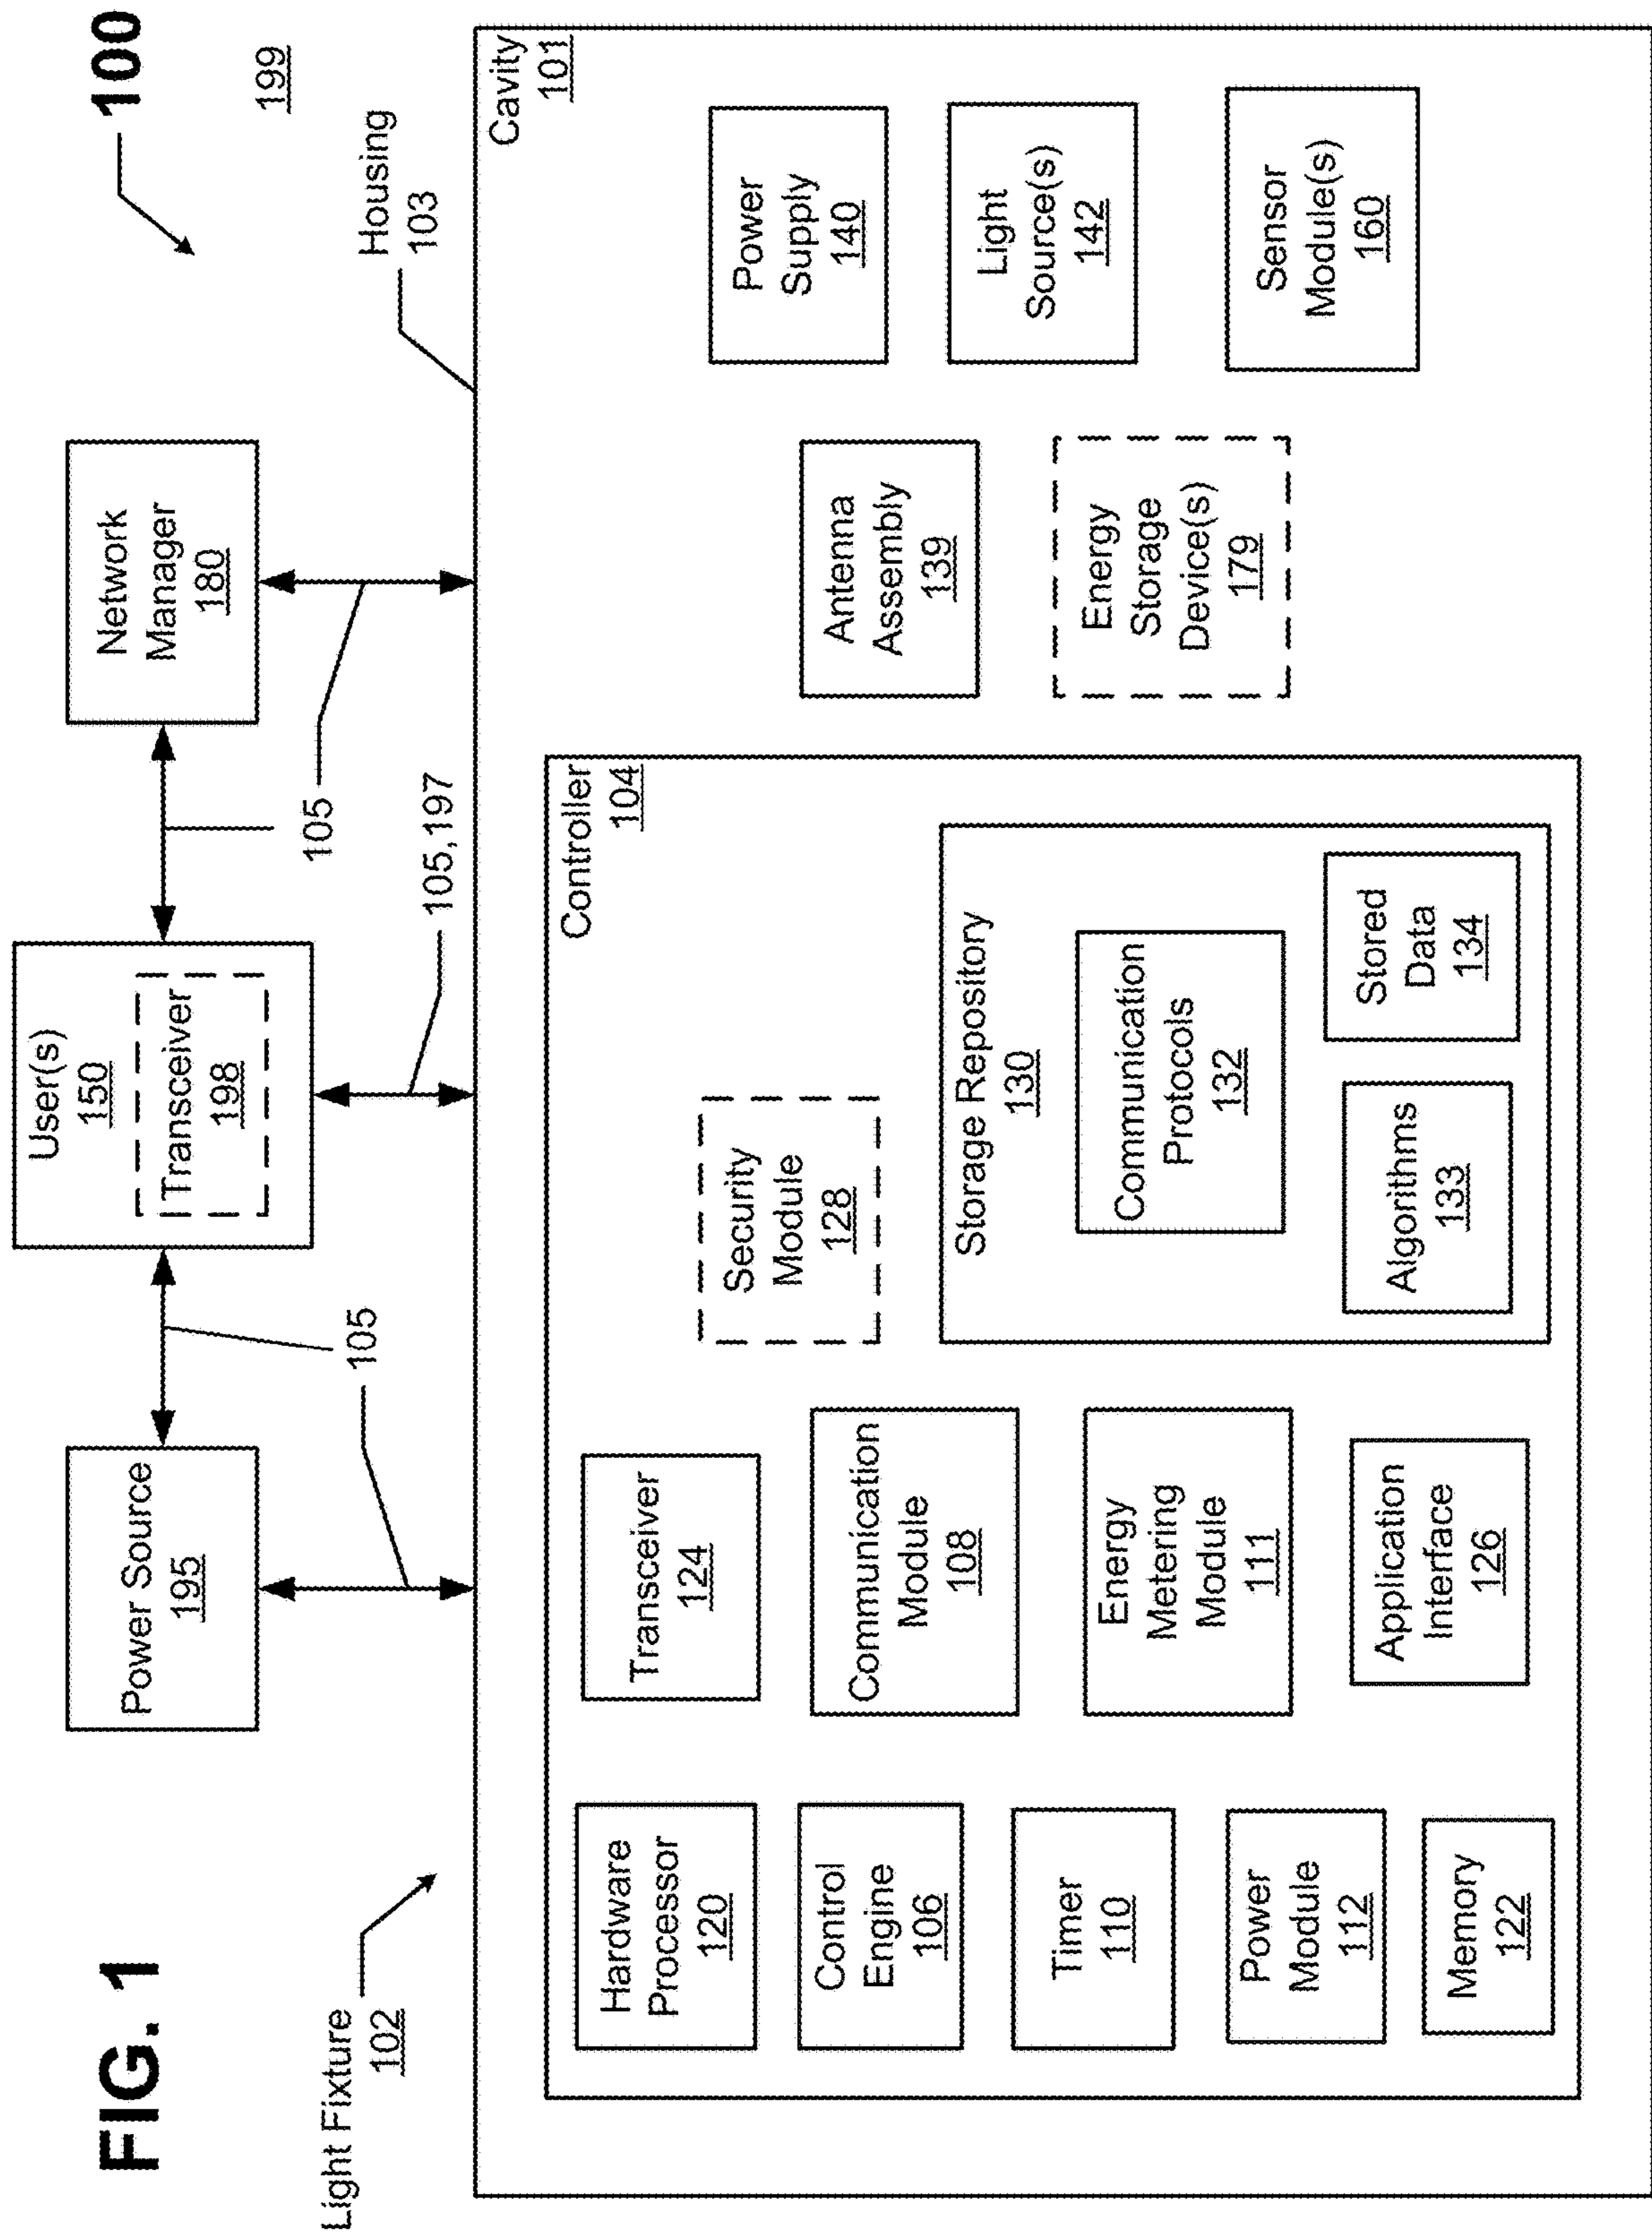 FIG. 1
100
199
Power Source
195
User(s)
150
Transceiver
198
Network
Manager
180
105
105,197
105
Light Fixture
102
Housing
103
Cavity
101
Controller
104
Hardware
Processor
120
Control
Engine
106
Timer
110
Power
Module
112
Memory
122
Transceiver
124
Communication
Module
108
Energy
Metering
Module
111
Application
Interface
126
Security
Module
128
Storage Repository
130
Communication
Protocols
132
Algorithms
133
Stored
Data
134
Antenna
Assembly
139
Energy
Storage
Device(s)
179
Power
Supply
140
Light
Source(s)
142
Sensor
Module(s)
160